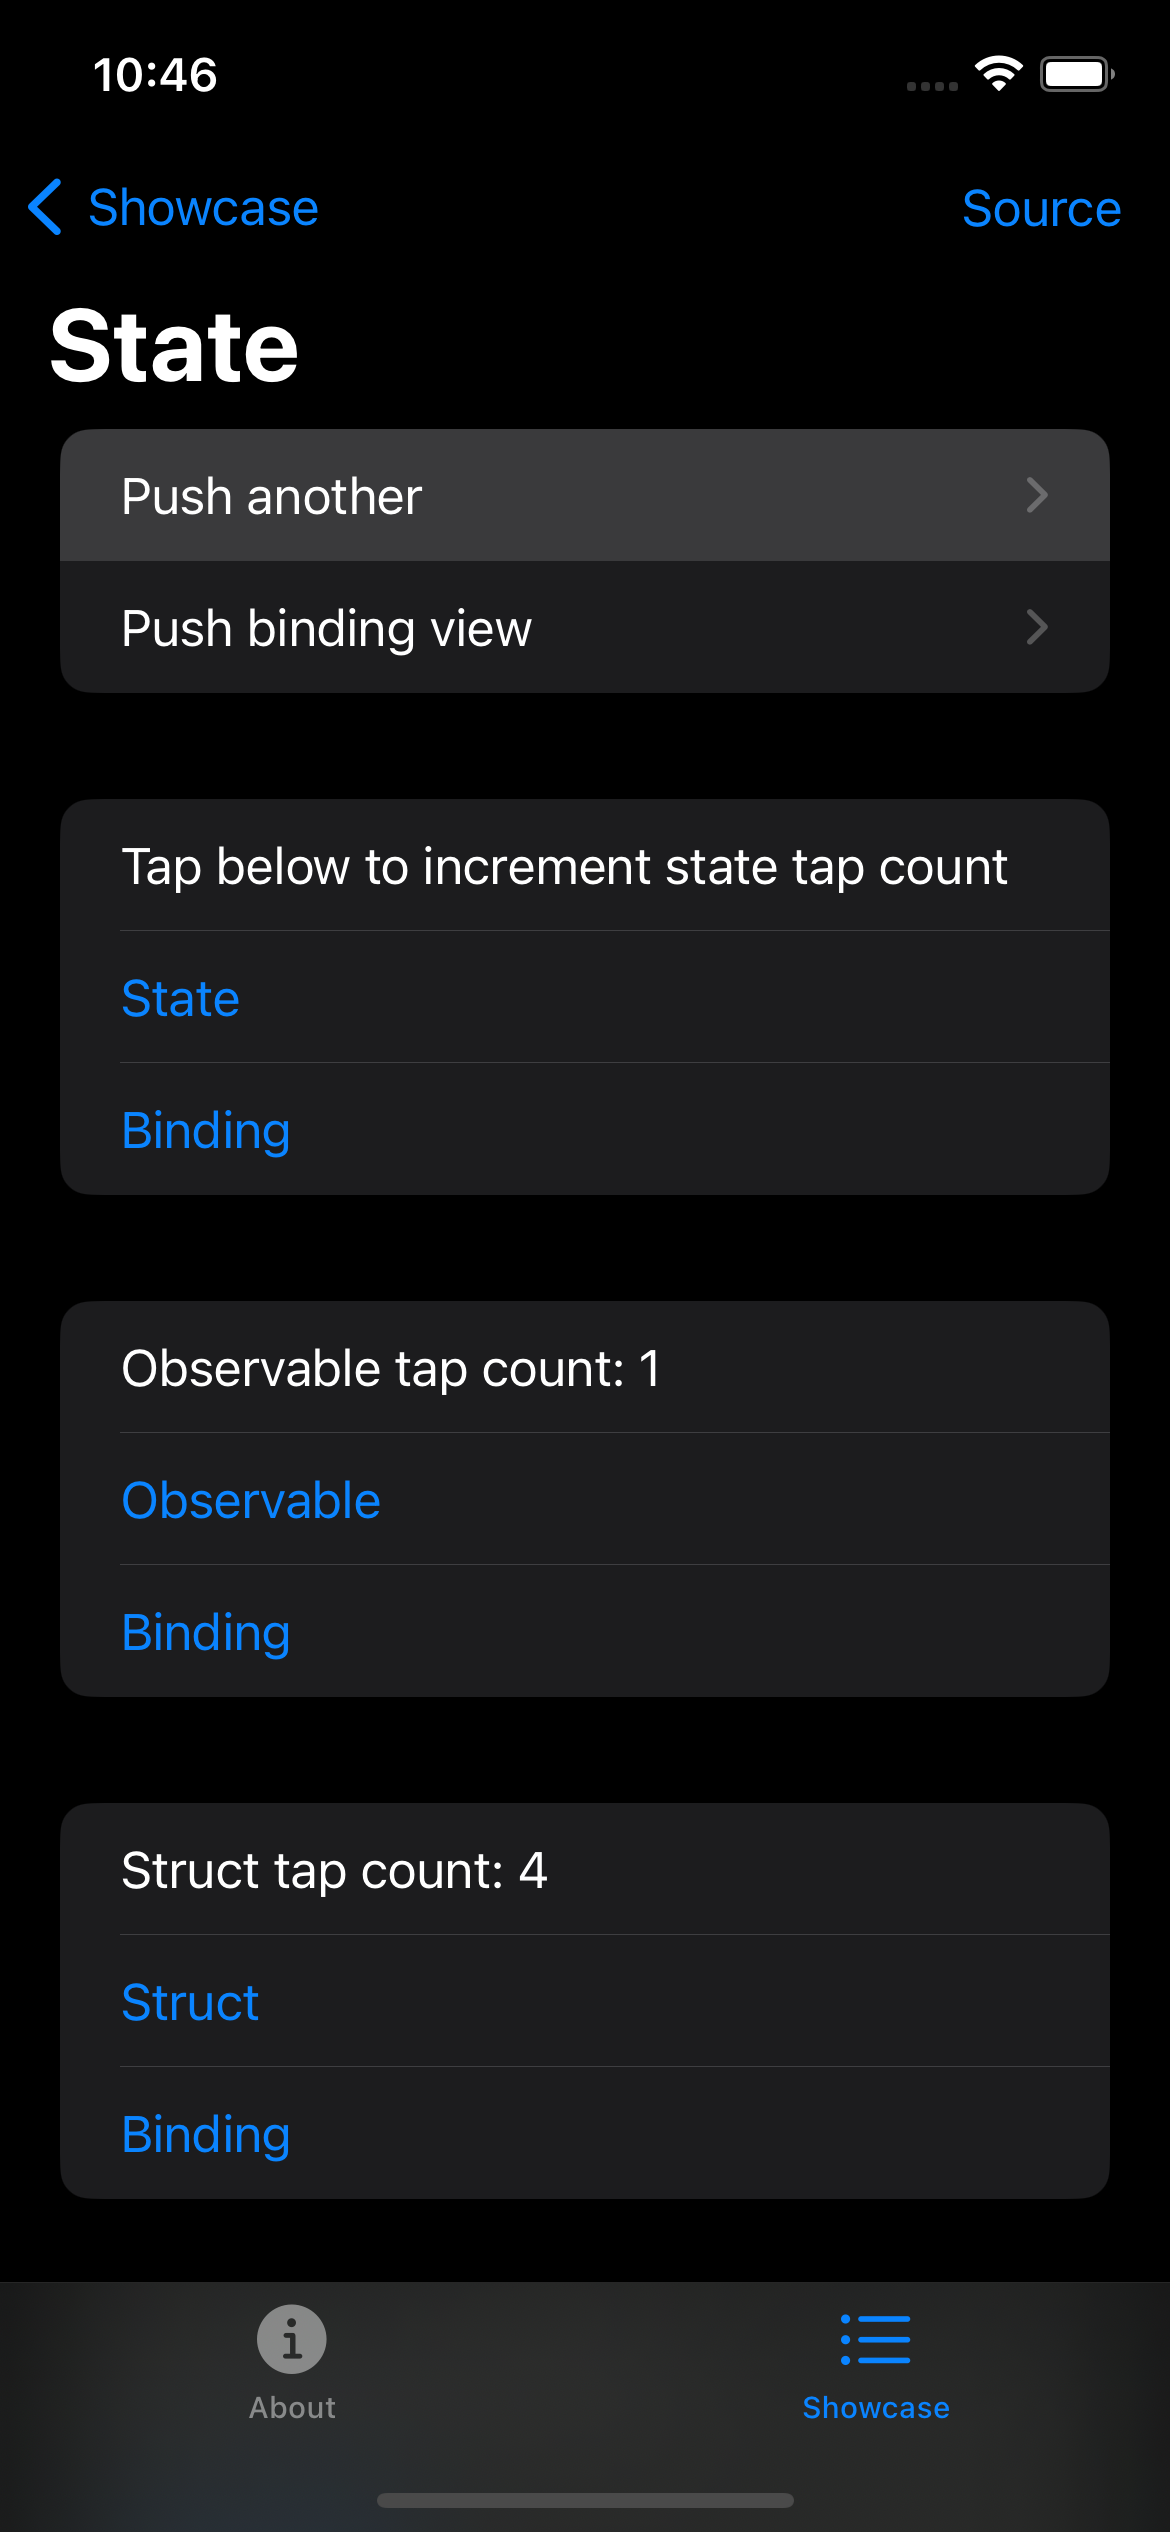 10:46
Showcase
Source
State
Push another
Push binding view
Tap below to increment state tap count
State
Binding
Observable tap count: 1
Observable
Binding
Struct tap count: 4
Struct
Binding
About
Showcase